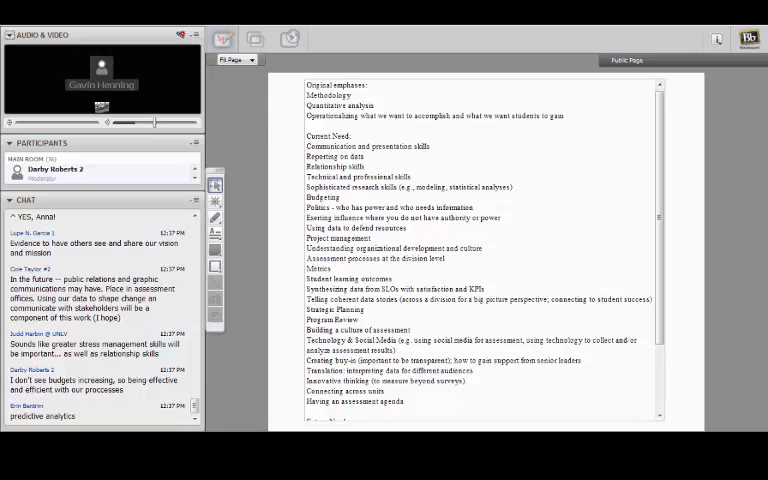 AUDIO & VIDEO
Gavin Henning
PARTICIPANTS
MAIN ROOM (36)
Darby Roberts 2
Moderator
CHAT
^ YES, Anna!
Lupe N. Garcia 1 12:37 PM
Evidence to have others see and share our vision
and mission
Cole Taylor #2 12:37 PM
In the future -- public relations and graphic
communications may have. Place in assessment
offices. Using our data to shape change an
communicate with stakeholders will be a
component of this work (I hope)
Judd Harbin @ UNLV 12:37 PM
Sounds like greater stress management skills will
be important... as well as relationship skills
Darby Roberts 2 12:37 PM
I don't see budgets increasing, so being effective
and efficient with our proccesses
Erin Bentrim 12:37 PM
predictive analytics
Fit Page
Public Page
Bb
Original emphases:
Methodology
Quantitative analysis
Operationalizing what we want to accomplish and what we want students to gain
Current Need:
Communication and presentation skills
Reporting on data
Relationship skills
Technical and professional skills
Sophisticated research skills (e.g., modeling, statistical analyses)
Budgeting
Politics - who has power and who needs information
Exerting influence where you do not have authority or power
Using data to defend resources
Project management
Understanding organizational development and culture
Assessment processes at the division level
Metrics
Student learning outcomes
Synthesizing data from SLOs with satisfaction and KPIs
Telling coherent data stories (across a division for a big picture perspective; connecting to student success)
Strategic Planning
Program Review
Building a culture of assessment
Technology & Social Media (e.g. using social media for assessment, using technology to collect and/or
analyze assessment results)
Creating buy-in (important to be transparent); how to gain support from senior leaders
Translation: interpreting data for different audiences
Innovative thinking (to measure beyond surveys)
Connecting across units
Having an assessment agenda